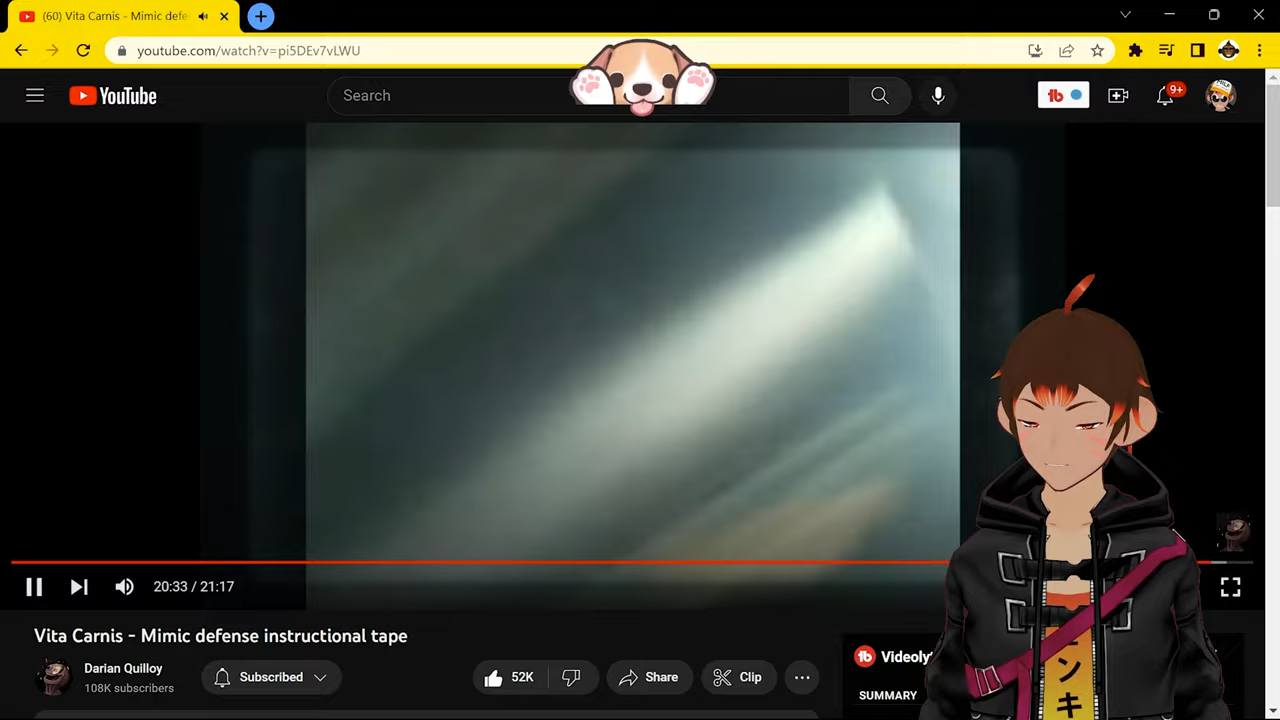 (60) Vita Carnis - Mimic defe
youtube.com/watch?v=pi5DEv7vLWU
YouTube
Search
9+
20:33 / 21:17
Vita Carnis - Mimic defense instructional tape
Darian Quilloy
108K subscribers
Subscribed
52K
Share
Clip
Videoly
SUMMARY
ンキ